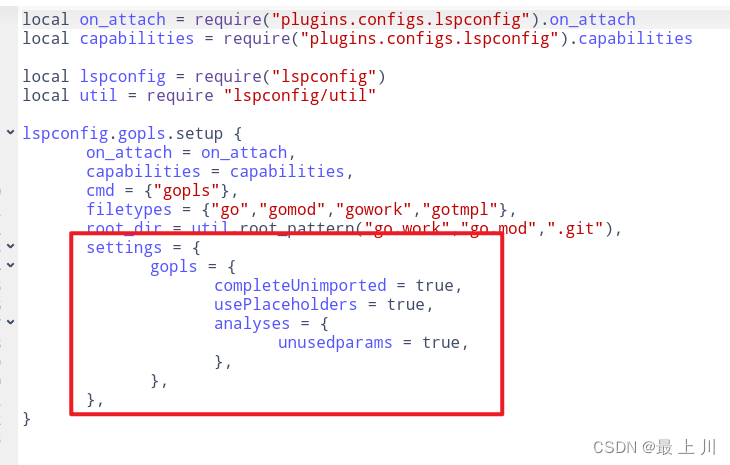 local on_attach = require("plugins.configs.lspconfig").on_attach
local capabilities = require("plugins.configs.lspconfig").capabilities
local lspconfig = require("lspconfig")
local util = require "lspconfig/util"
lspconfig.gopls.setup {
on_attach = on_attach,
capabilities = capabilities,
cmd = {"gopls"},
filetypes = {"go","gomod","gowork","gotmpl"},
root_dir = util.root_pattern("go.work","go.mod",".git"),
settings = {
gopls = {
completeUnimported = true,
usePlaceholders = true,
analyses = {
unusedparams = true,
},
},
},
}
CSDN @最 上 川